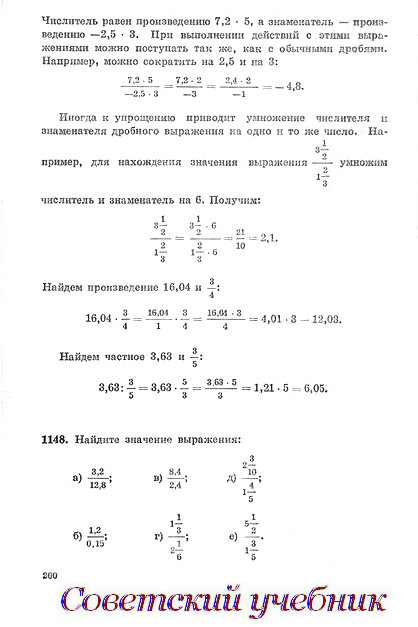 Числитель равен произведению 7,2 · 5, а знаменатель — произ-
ведению —2,5 · 3. При выполнении действий с этими выра-
жениями можно поступать так же, как с обычными дробями.
Например, можно сократить на 2,5 и на 3:
7,2 · 5 / —2,5 · 3 = 7,2 · 2 / —3 = 2,4 · 2 / —1 = —4,8.
Иногда к упрощению приводит умножение числителя и
знаменателя дробного выражения на одно и то же число. На-
пример, для нахождения значения выражения 3 1/2 / 1 2/3 умножим
числитель и знаменатель на 6. Получим:
3 1/2 / 1 2/3 = 3 1/2 · 6 / 1 2/3 · 6 = 21/10 = 2,1.
Найдем произведение 16,04 и 3/4:
16,04 · 3/4 = 16,04/1 · 3/4 = 16,04 · 3 / 4 = 4,01 · 3 — 12,03.
Найдем частное 3,63 и 3/5:
3,63 : 3/5 = 3,63 · 5/3 = 3,63 · 5 / 3 = 1,21 · 5 = 6,05.
1148. Найдите значение выражения:
а) 3,2/12,8; в) 8,4/2,4; д) 2 3/10 / 1 4/5;
б) 1,2/0,15; г) 1 1/3 / 2 1/6; е) 5 1/2 / 1 3/5.
200
Советский учебник